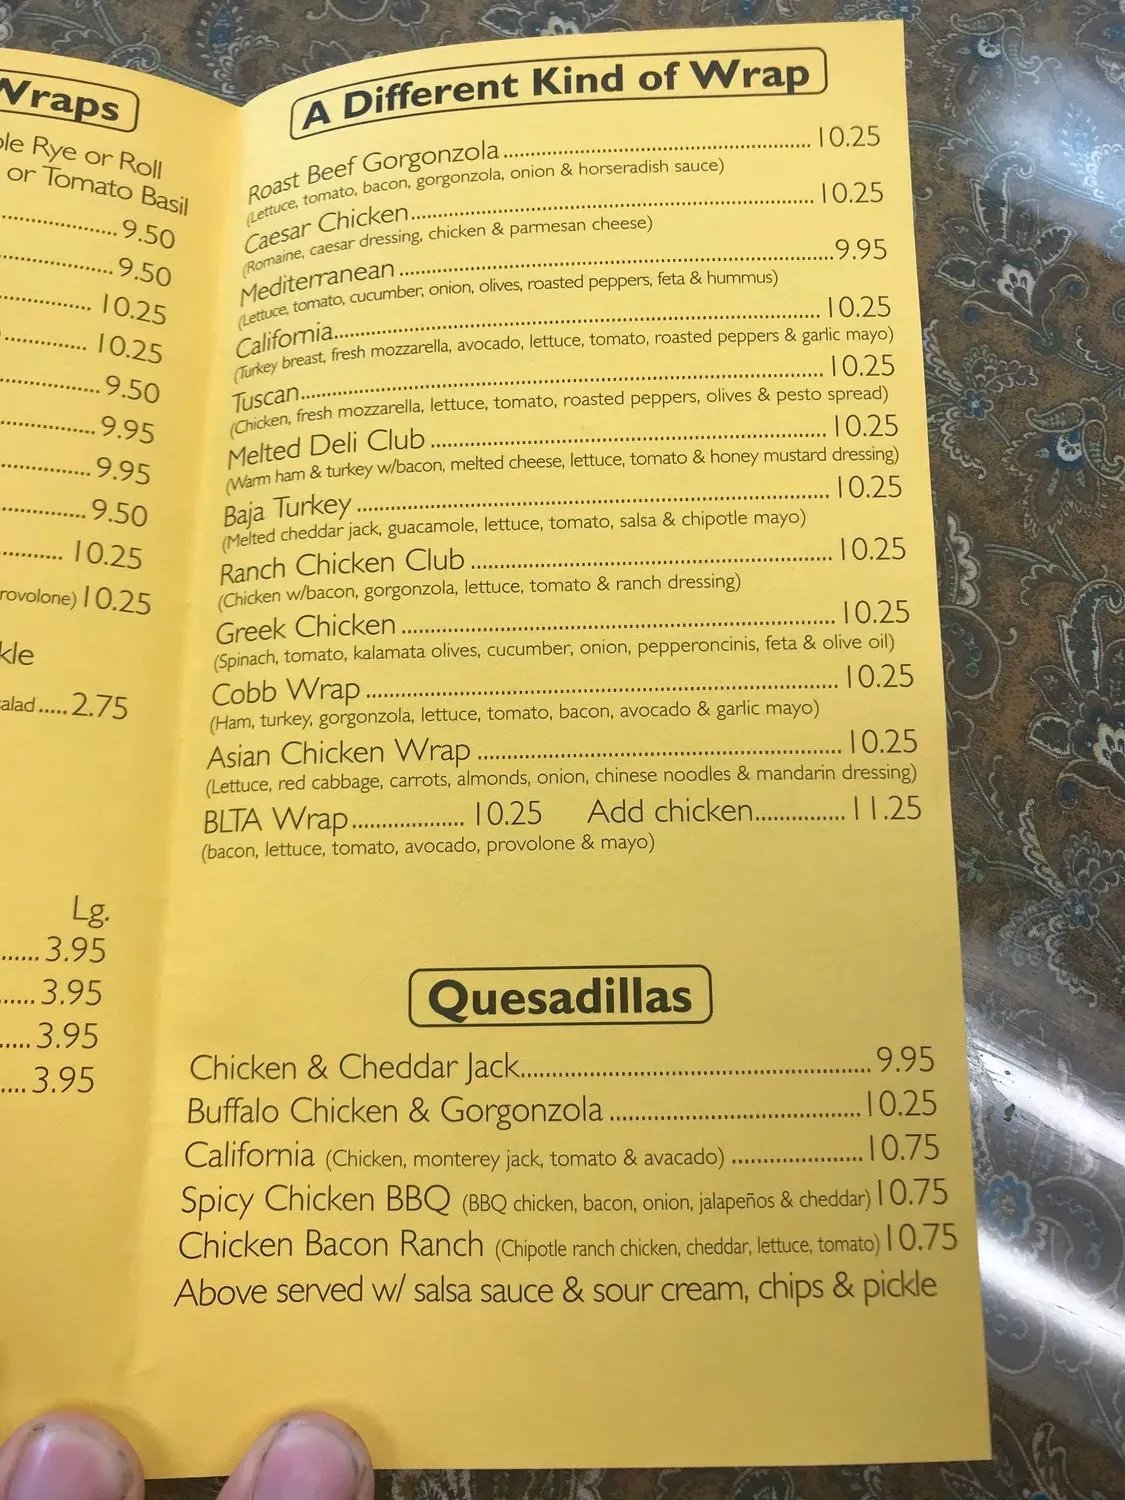 Wraps
Rye or Roll
or Tomato Basil
9.50
9.50
10.25
10.25
9.50
9.95
9.95
9.50
10.25
10.25
2.75
Lg.
3.95
3.95
3.95
3.95
A Different Kind of Wrap
Roast Beef Gorgonzola 10.25
(Lettuce, tomato, bacon, gorgonzola, onion & horseradish sauce)
Caesar Chicken 10.25
(Romaine, caesar dressing, chicken & parmesan cheese)
Mediterranean 9.95
(Lettuce, tomato, cucumber, onion, olives, roasted peppers, feta & hummus)
California 10.25
(Turkey breast, fresh mozzarella, avocado, lettuce, tomato, roasted peppers & garlic mayo)
Tuscan 10.25
(Chicken, fresh mozzarella, lettuce, tomato, roasted peppers, olives & pesto spread)
Melted Deli Club 10.25
(Warm ham & turkey w/bacon, melted cheese, lettuce, tomato & honey mustard dressing)
Baja Turkey 10.25
(Melted cheddar jack, guacamole, lettuce, tomato, salsa & chipotle mayo)
Ranch Chicken Club 10.25
(Chicken w/bacon, gorgonzola, lettuce, tomato & ranch dressing)
Greek Chicken 10.25
(Spinach, tomato, kalamata olives, cucumber, onion, pepperoncinis, feta & olive oil)
Cobb Wrap 10.25
(Ham, turkey, gorgonzola, lettuce, tomato, bacon, avocado & garlic mayo)
Asian Chicken Wrap 10.25
(Lettuce, red cabbage, carrots, almonds, onion, chinese noodles & mandarin dressing)
BLTA Wrap 10.25 Add chicken 11.25
(bacon, lettuce, tomato, avocado, provolone & mayo)
Quesadillas
Chicken & Cheddar Jack 9.95
Buffalo Chicken & Gorgonzola 10.25
California (Chicken, monterey jack, tomato & avacado) 10.75
Spicy Chicken BBQ (BBQ chicken, bacon, onion, jalapeños & cheddar) 10.75
Chicken Bacon Ranch (Chipotle ranch chicken, cheddar, lettuce, tomato) 10.75
Above served w/ salsa sauce & sour cream, chips & pickle